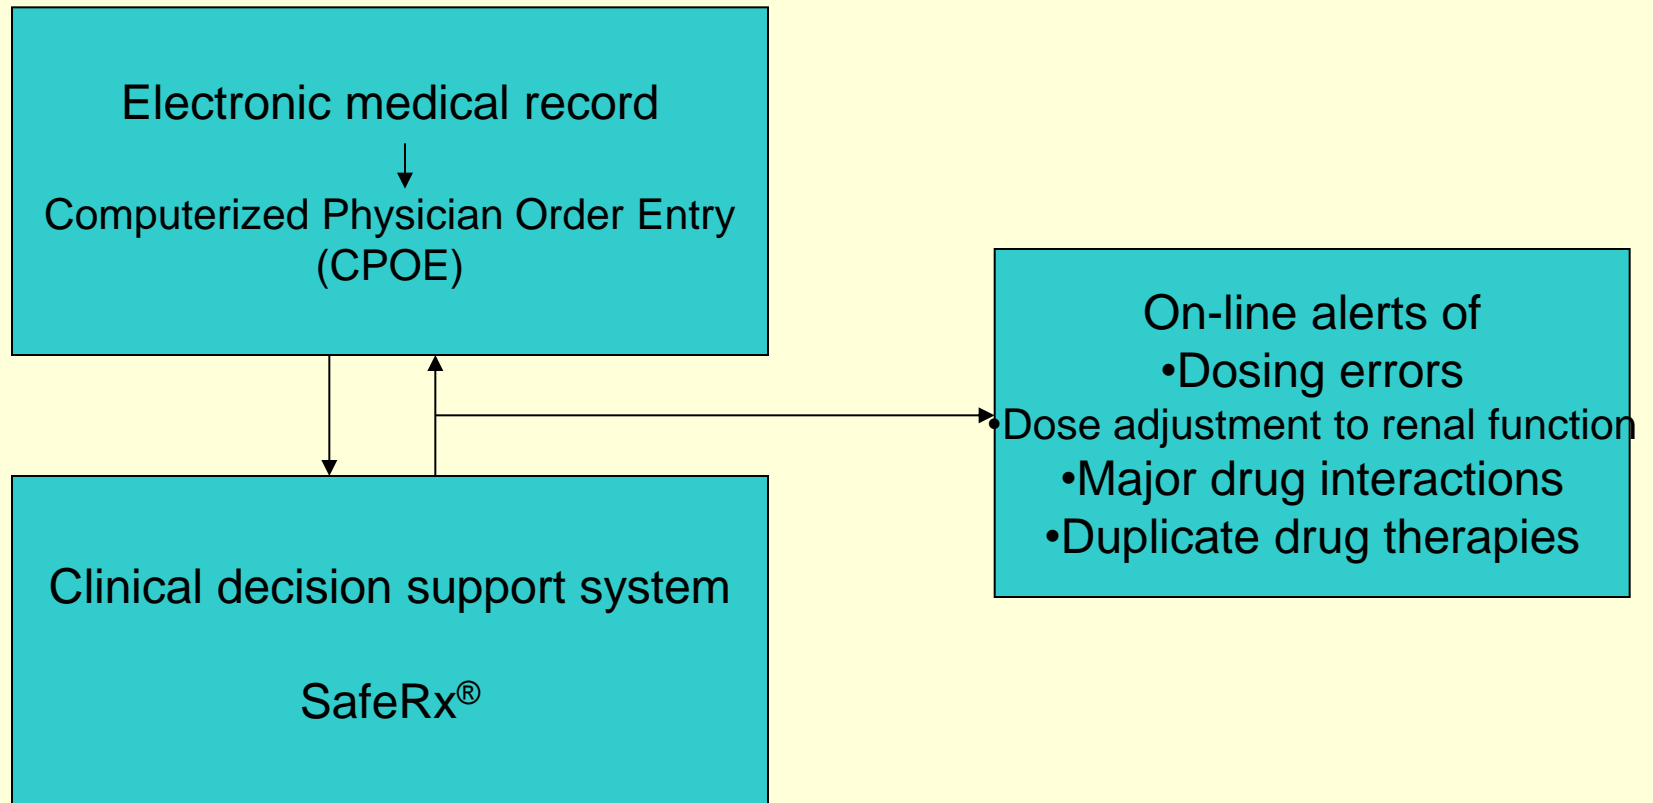 Electronic medical record
Computerized Physician Order Entry
(CPOE)
On-line alerts of
•Dosing errors
•Dose adjustment to renal function
•Major drug interactions
•Duplicate drug therapies
Clinical decision support system
SafeRx®